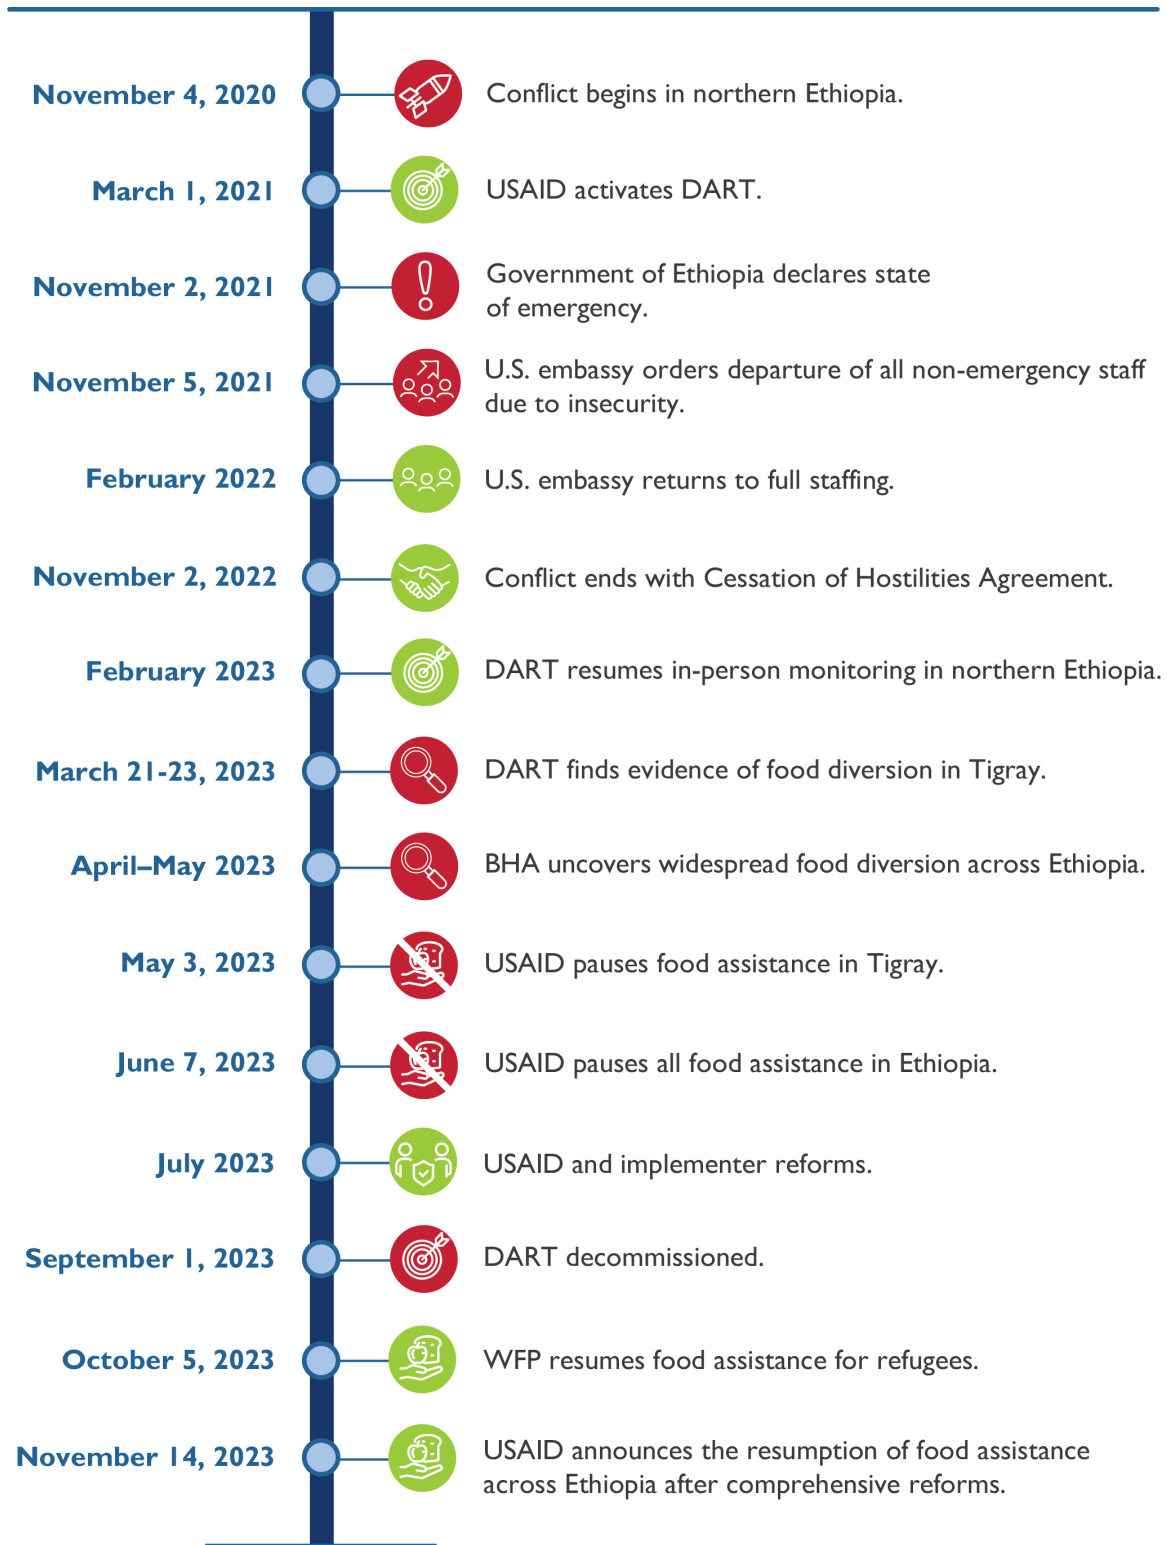 November 4, 2020
Conflict begins in northern Ethiopia.
March 1, 2021
USAID activates DART.
November 2, 2021
Government of Ethiopia declares state
of emergency.
November 5, 2021
U.S. embassy orders departure of all non-emergency staff
due to insecurity.
February 2022
U.S. embassy returns to full staffing.
November 2, 2022
Conflict ends with Cessation of Hostilities Agreement.
February 2023
DART resumes in-person monitoring in northern Ethiopia.
March 21-23, 2023
DART finds evidence of food diversion in Tigray.
April–May 2023
BHA uncovers widespread food diversion across Ethiopia.
May 3, 2023
USAID pauses food assistance in Tigray.
June 7, 2023
USAID pauses all food assistance in Ethiopia.
July 2023
USAID and implementer reforms.
September 1, 2023
DART decommissioned.
October 5, 2023
WFP resumes food assistance for refugees.
November 14, 2023
USAID announces the resumption of food assistance
across Ethiopia after comprehensive reforms.